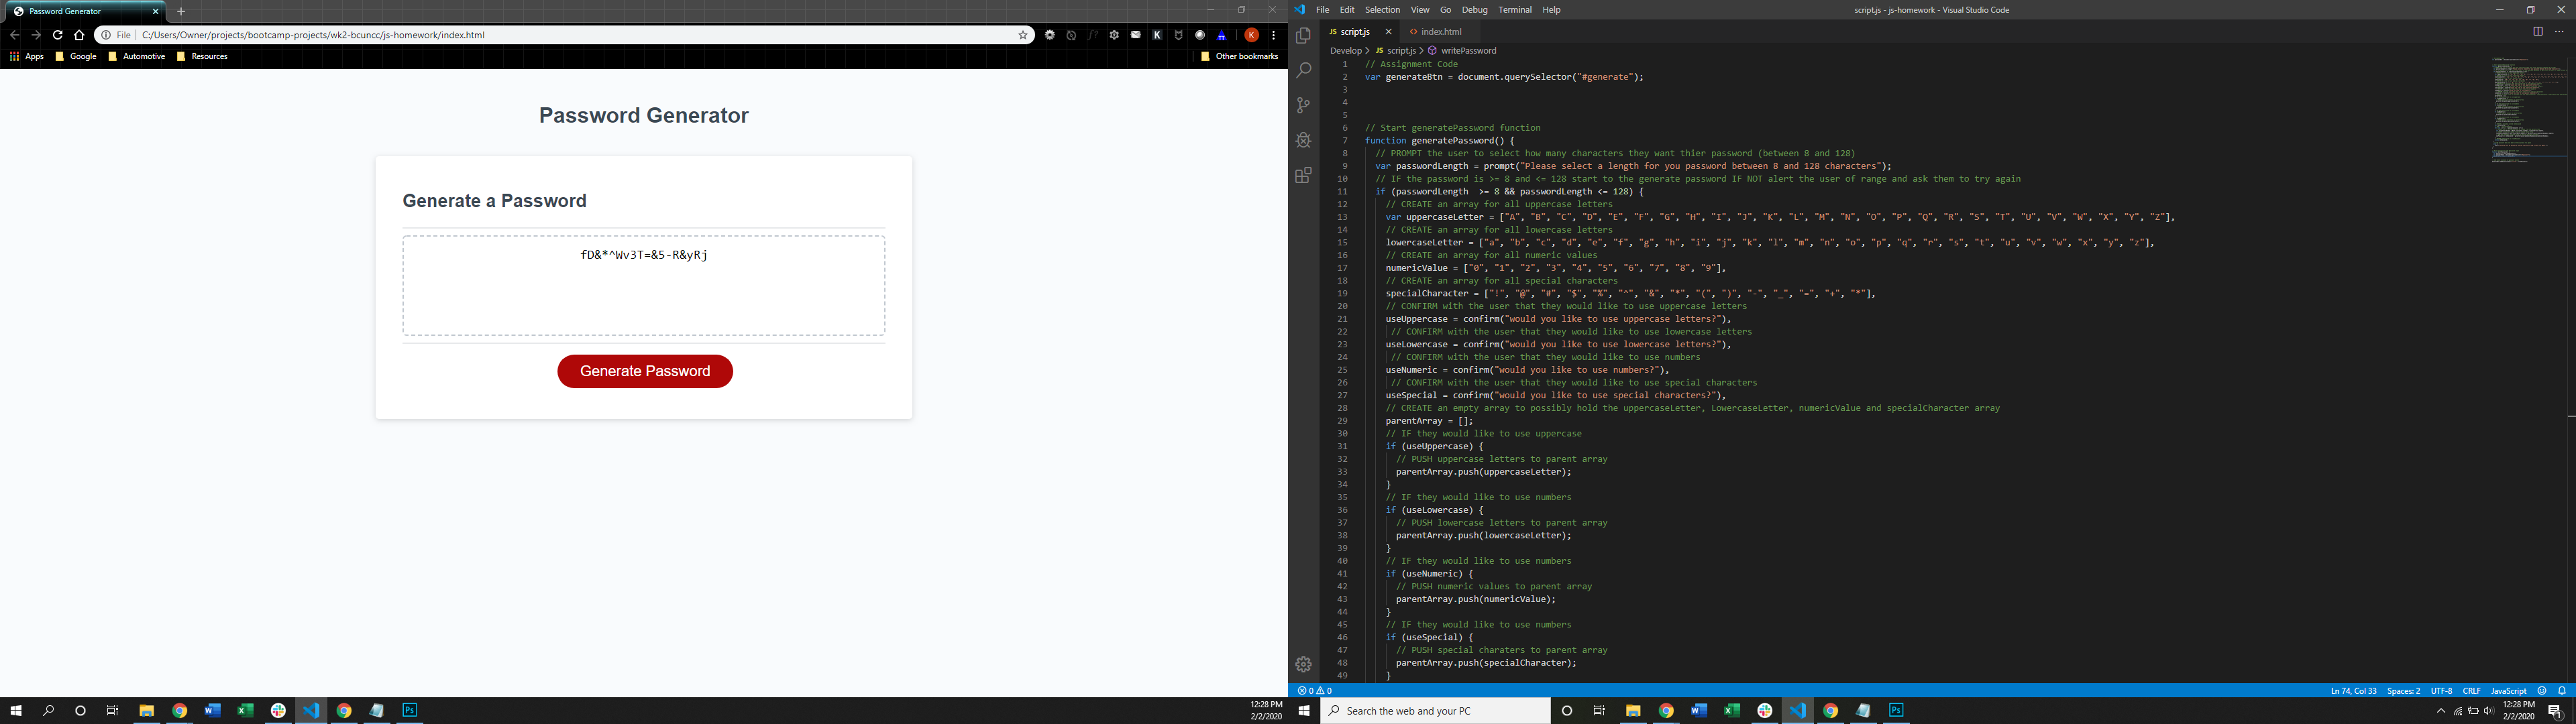 Password Generator
File C:/Users/Owner/projects/bootcamp-projects/wk2-bcuncc/js-homework/index.html
Apps Google Automotive Resources Other bookmarks
Password Generator
Generate a Password
fD&*^Wv3T=&5-R&yRj
Generate Password
12:28 PM
2/2/2020
File Edit Selection View Go Debug Terminal Help script.js - js-homework - Visual Studio Code
JS script.js <> index.html
Develop > JS script.js > writePassword
1 // Assignment Code
2 var generateBtn = document.querySelector("#generate");
3
4
5
6 // Start generatePassword function
7 function generatePassword() {
8 // PROMPT the user to select how many characters they want thier password (between 8 and 128)
9 var passwordLength = prompt("Please select a length for you password between 8 and 128 characters");
10 // IF the password is >= 8 and <= 128 start to the generate password IF NOT alert the user of range and ask them to try again
11 if (passwordLength  >= 8 && passwordLength <= 128) {
12 // CREATE an array for all uppercase letters
13 var uppercaseLetter = ["A", "B", "C", "D", "E", "F", "G", "H", "I", "J", "K", "L", "M", "N", "O", "P", "Q", "R", "S", "T", "U", "V", "W", "X", "Y", "Z"],
14 // CREATE an array for all lowercase letters
15 lowercaseLetter = ["a", "b", "c", "d", "e", "f", "g", "h", "i", "j", "k", "l", "m", "n", "o", "p", "q", "r", "s", "t", "u", "v", "w", "x", "y", "z"],
16 // CREATE an array for all numeric values
17 numericValue = ["0", "1", "2", "3", "4", "5", "6", "7", "8", "9"],
18 // CREATE an array for all special characters
19 specialCharacter = ["!", "@", "#", "$", "%", "^", "&", "*", "(", ")", "-", "_", "=", "+", "*"],
20 // CONFIRM with the user that they would like to use uppercase letters
21 useUppercase = confirm("would you like to use uppercase letters?"),
22 // CONFIRM with the user that they would like to use lowercase letters
23 useLowercase = confirm("would you like to use lowercase letters?"),
24 // CONFIRM with the user that they would like to use numbers
25 useNumeric = confirm("would you like to use numbers?"),
26 // CONFIRM with the user that they would like to use special characters
27 useSpecial = confirm("would you like to use special characters?"),
28 // CREATE an empty array to possibly hold the uppercaseLetter, LowercaseLetter, numericValue and specialCharacter array
29 parentArray = [];
30 // IF they would like to use uppercase
31 if (useUppercase) {
32 // PUSH uppercase letters to parent array
33 parentArray.push(uppercaseLetter);
34 }
35 // IF they would like to use numbers
36 if (useLowercase) {
37 // PUSH lowercase letters to parent array
38 parentArray.push(lowercaseLetter);
39 }
40 // IF they would like to use numbers
41 if (useNumeric) {
42 // PUSH numeric values to parent array
43 parentArray.push(numericValue);
44 }
45 // IF they would like to use numbers
46 if (useSpecial) {
47 // PUSH special charaters to parent array
48 parentArray.push(specialCharacter);
49 }
0 0 Ln 74, Col 33 Spaces: 2 UTF-8 CRLF JavaScript
Search the web and your PC
12:28 PM
2/2/2020